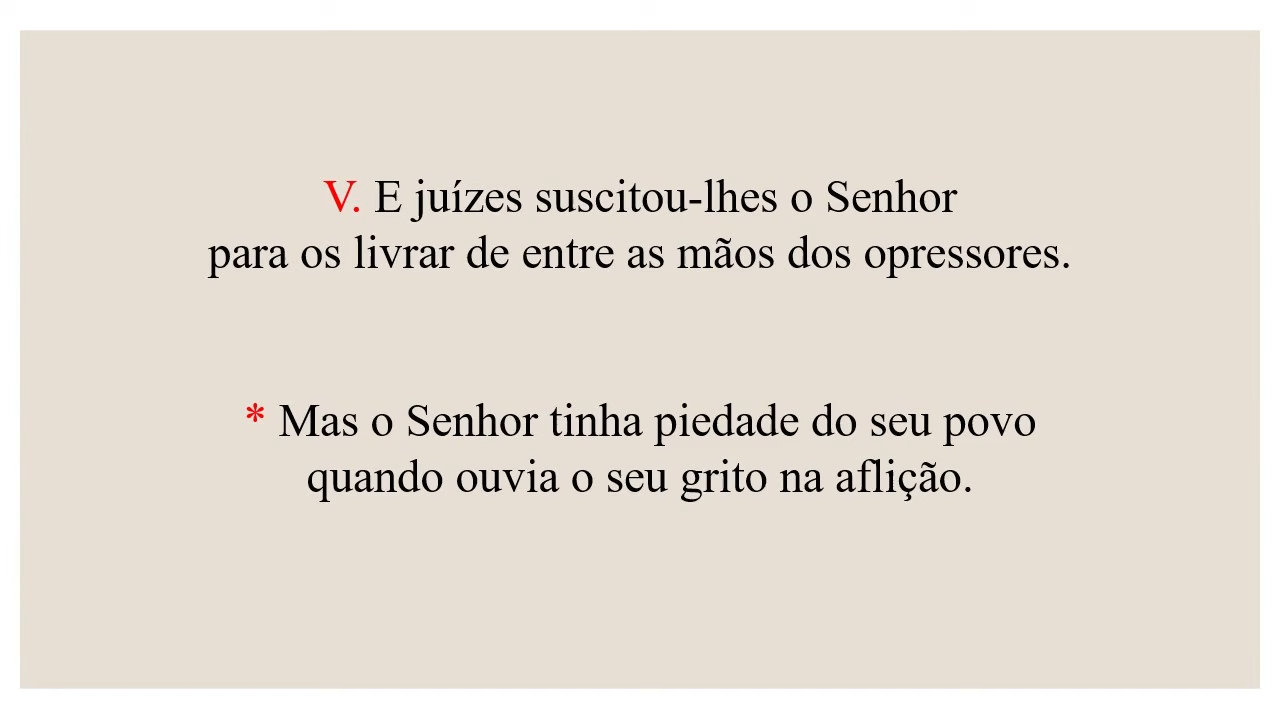 V. E juízes suscitou-lhes o Senhor
para os livrar de entre as mãos dos opressores.
* Mas o Senhor tinha piedade do seu povo
quando ouvia o seu grito na aflição.